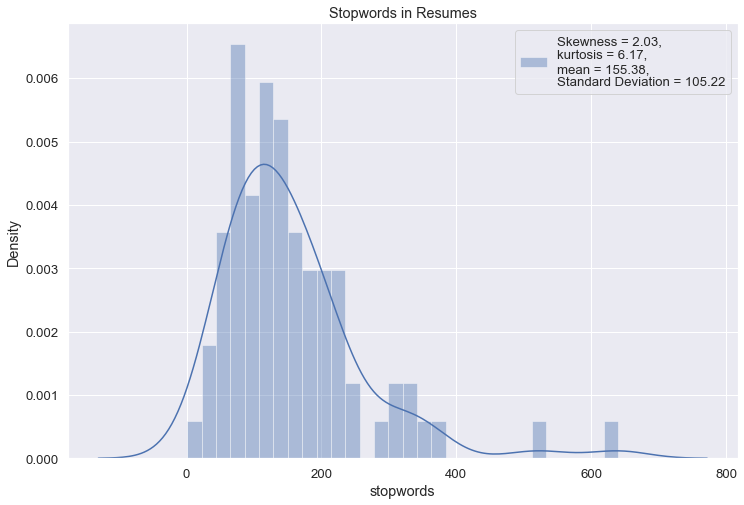 Stopwords in Resumes
Skewness = 2.03,
kurtosis = 6.17,
mean = 155.38,
Standard Deviation = 105.22
Density
0.006
0.005
0.004
0.003
0.002
0.001
0.000
0
200
400
600
800
stopwords